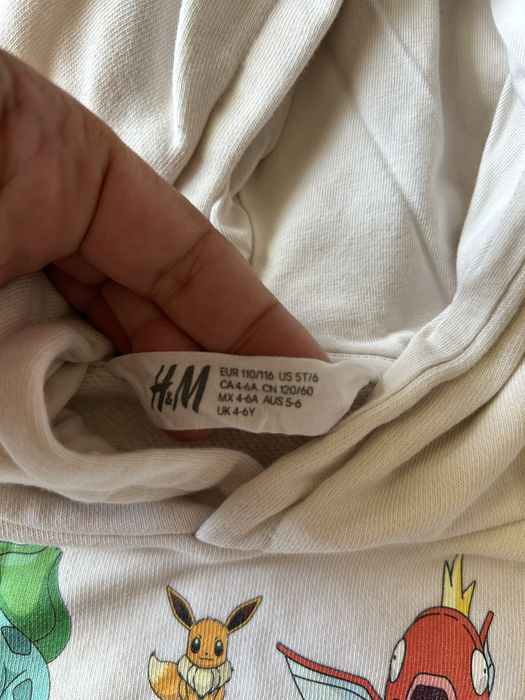 H&M
EUR 110/116 US 5T/6
CA 4-6A CN 120/60
MX 4-6A AUS 5-6
UK 4-6Y